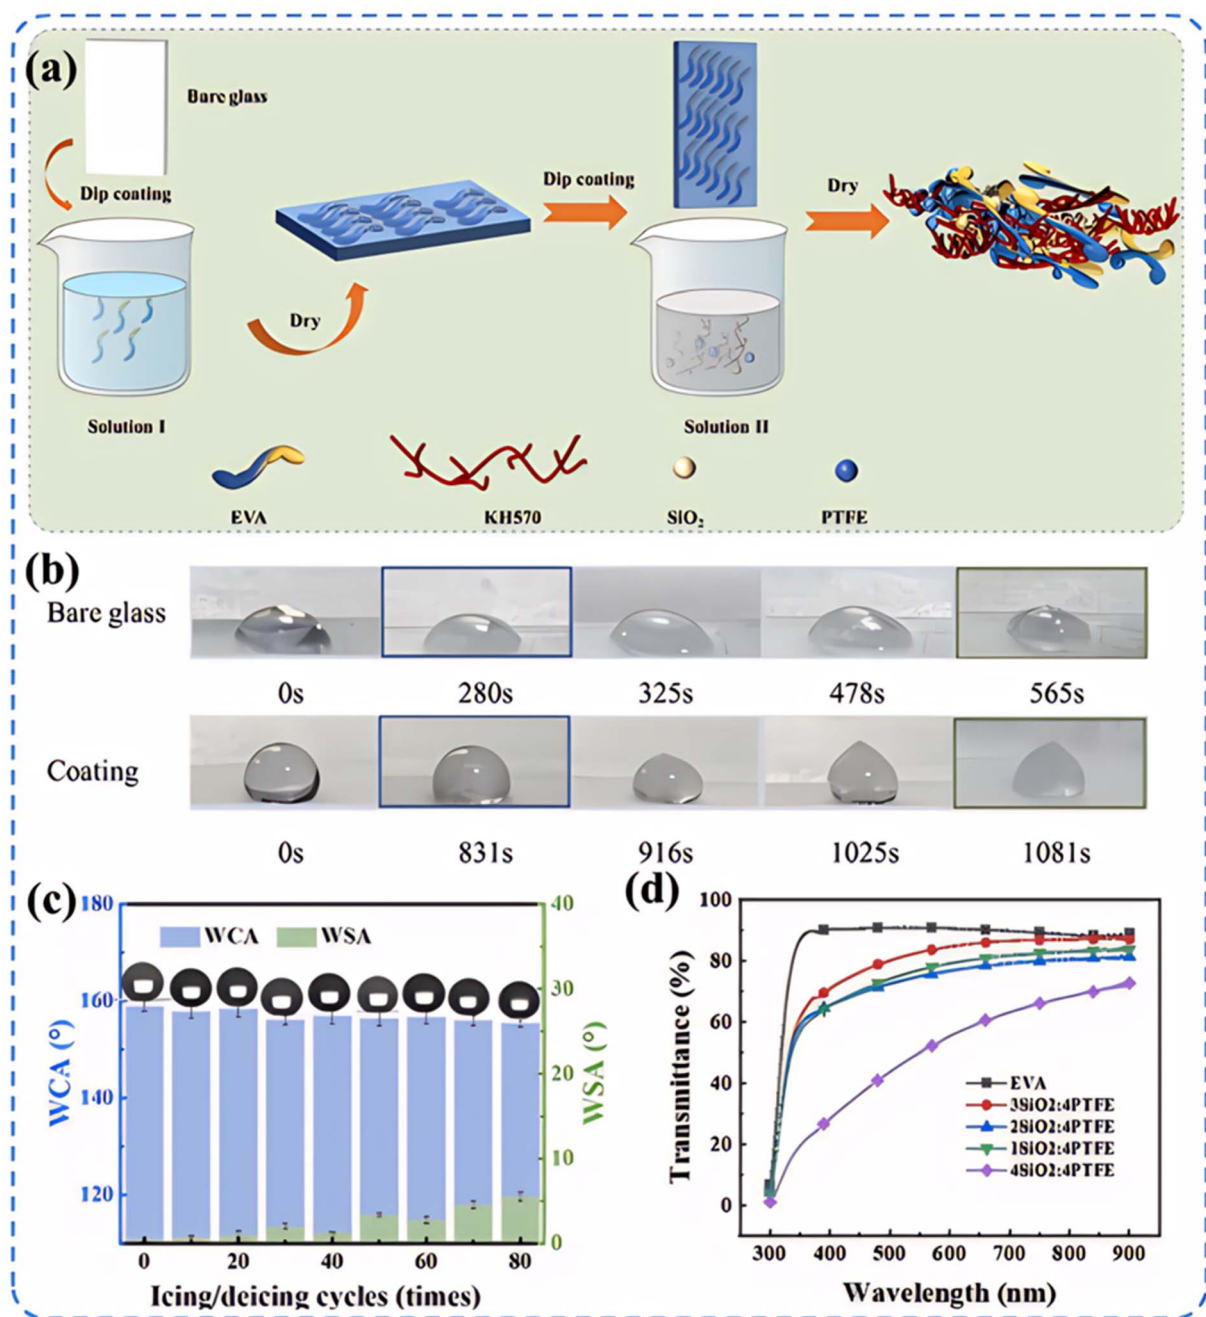 (a)
Bare glass
Dip coating
Dip coating
Dry
Dry
Solution I
Solution II
EVA
KH570
SiO₂
PTFE
(b)
Bare glass
0s 280s 325s 478s 565s
Coating
0s 831s 916s 1025s 1081s
(c)
WCA (°)
180
160
140
120
WCA WSA
WSA (°)
40
30
20
10
0
0 20 40 60 80
Icing/deicing cycles (times)
(d)
Transmittance (%)
100
80
60
40
20
0
EVA
3SiO2:4PTFE
2SiO2:4PTFE
1SiO2:4PTFE
4SiO2:4PTFE
300 400 500 600 700 800 900
Wavelength (nm)